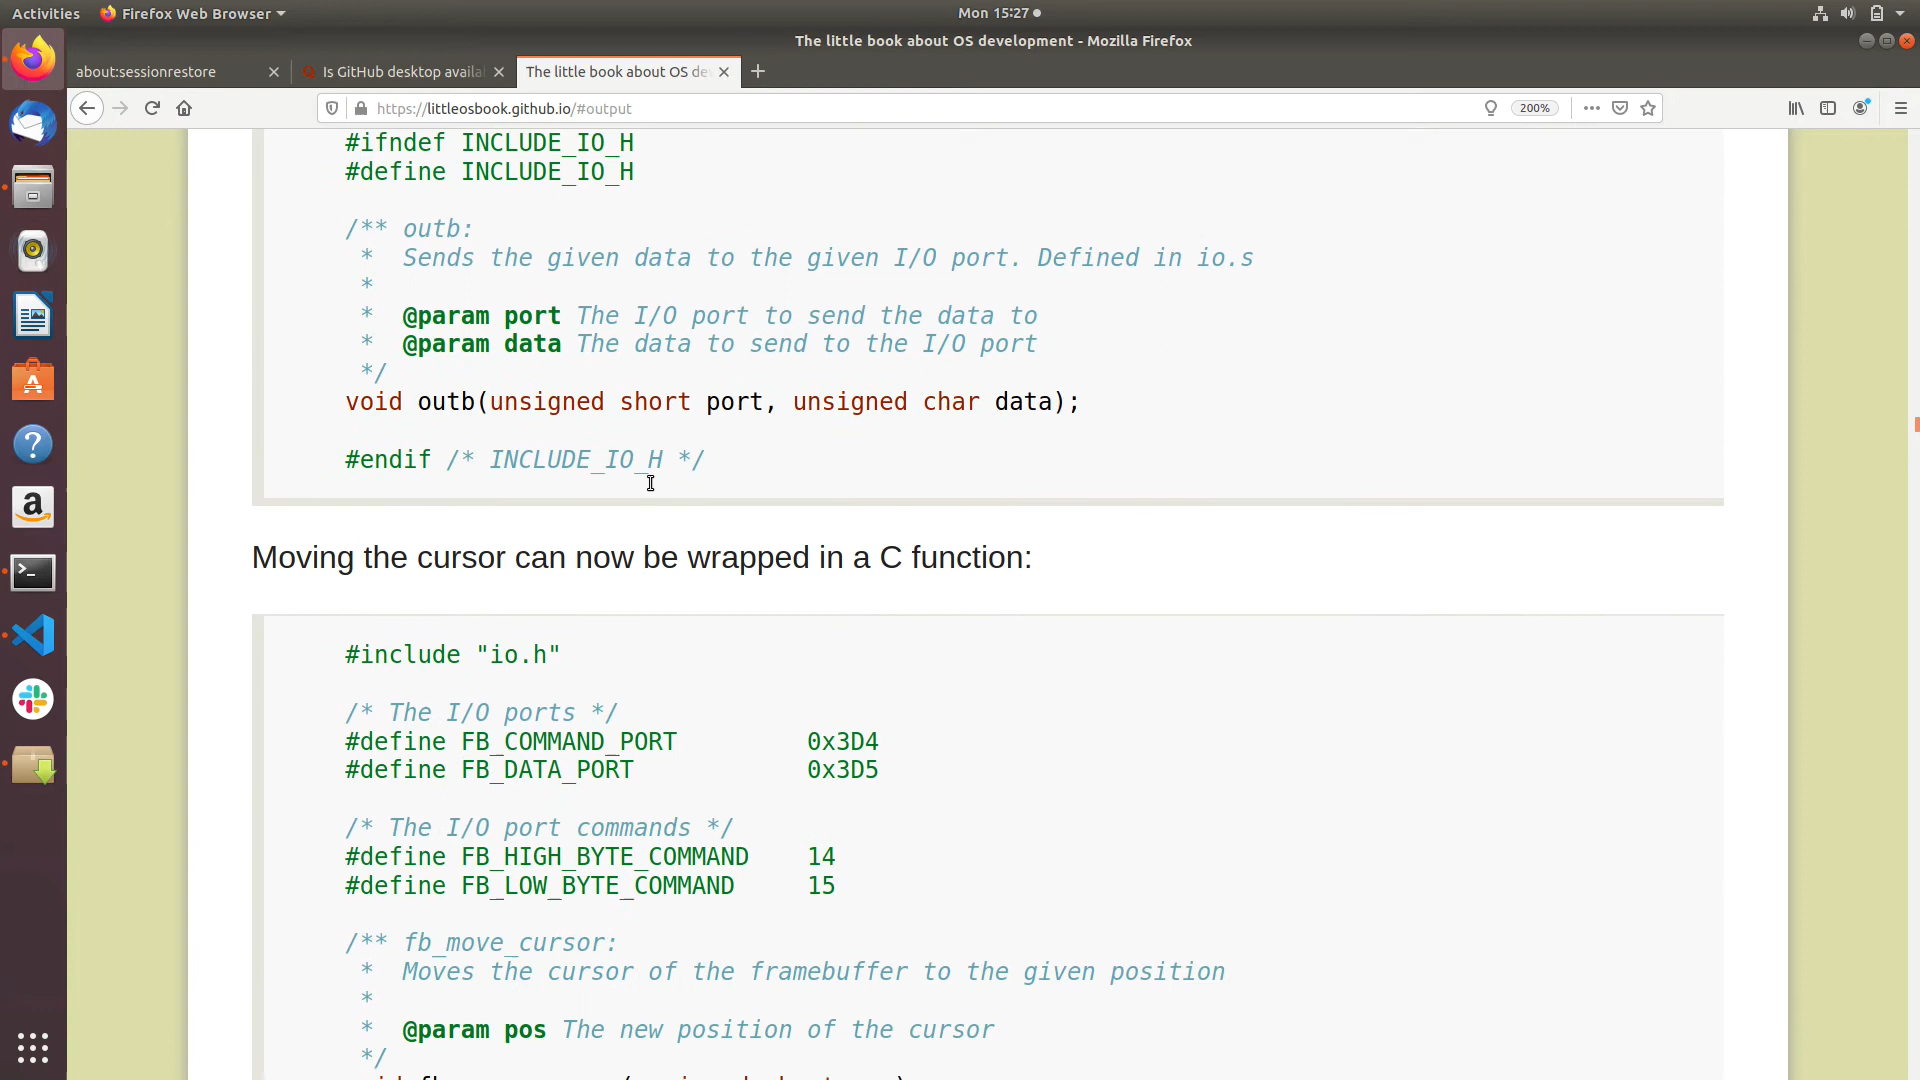 Activities Firefox Web Browser Mon 15:27
The little book about OS development - Mozilla Firefox
about:sessionrestore Is GitHub desktop availa The little book about OS de
https://littleosbook.github.io/#output 200%
#ifndef INCLUDE_IO_H
#define INCLUDE_IO_H
/** outb:
* Sends the given data to the given I/O port. Defined in io.s
*
* @param port The I/O port to send the data to
* @param data The data to send to the I/O port
*/
void outb(unsigned short port, unsigned char data);
#endif /* INCLUDE_IO_H */
Moving the cursor can now be wrapped in a C function:
#include "io.h"
/* The I/O ports */
#define FB_COMMAND_PORT 0x3D4
#define FB_DATA_PORT 0x3D5
/* The I/O port commands */
#define FB_HIGH_BYTE_COMMAND 14
#define FB_LOW_BYTE_COMMAND 15
/** fb_move_cursor:
* Moves the cursor of the framebuffer to the given position
*
* @param pos The new position of the cursor
*/